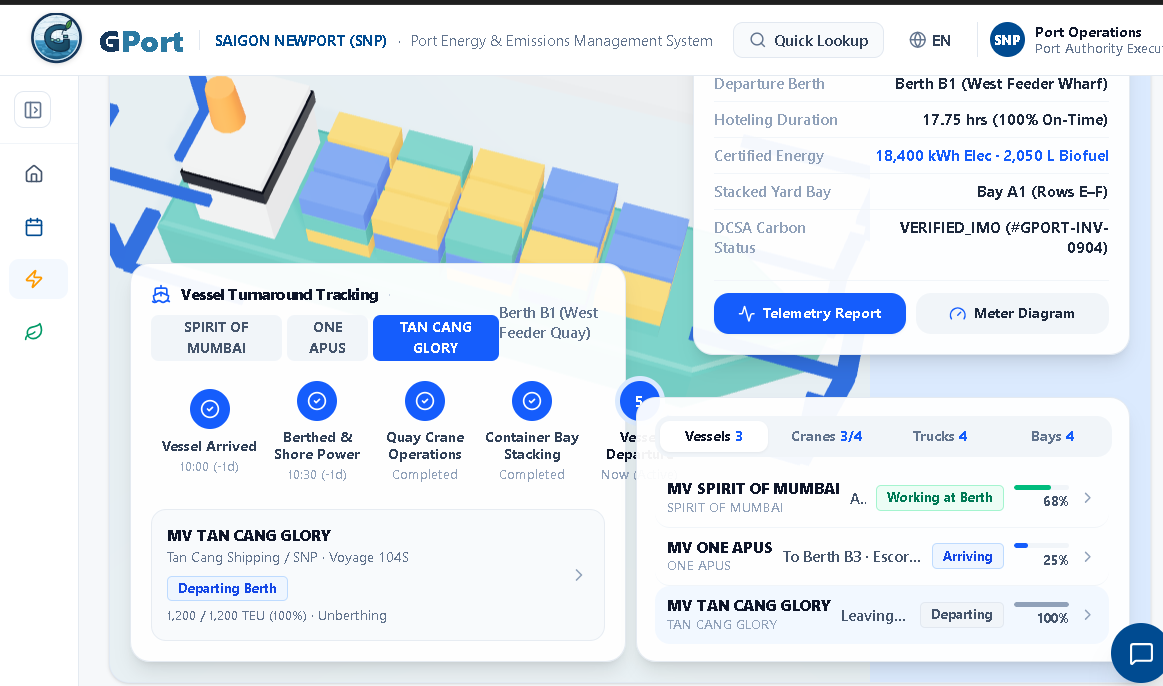 GPort
SAIGON NEWPORT (SNP) · Port Energy & Emissions Management System
Quick Lookup
EN
SNP
Port Operations
Port Authority Execu
Departure Berth
Berth B1 (West Feeder Wharf)
Hoteling Duration
17.75 hrs (100% On-Time)
Certified Energy
18,400 kWh Elec · 2,050 L Biofuel
Stacked Yard Bay
Bay A1 (Rows E–F)
DCSA Carbon
Status
VERIFIED_IMO (#GPORT-INV-
0904)
Telemetry Report
Meter Diagram
Vessel Turnaround Tracking
SPIRIT OF
MUMBAI
ONE
APUS
TAN CANG
GLORY
Berth B1 (West
Feeder Quay)
Vessel Arrived
10:00 (-1d)
Berthed &
Shore Power
10:30 (-1d)
Quay Crane
Operations
Completed
Container Bay
Stacking
Completed
5
Vessel
Departure
Now
MV TAN CANG GLORY
Tan Cang Shipping / SNP · Voyage 104S
Departing Berth
1,200 / 1,200 TEU (100%) · Unberthing
Vessels 3
Cranes 3/4
Trucks 4
Bays 4
MV SPIRIT OF MUMBAI
SPIRIT OF MUMBAI
A..
Working at Berth
68%
MV ONE APUS
ONE APUS
To Berth B3 · Escor...
Arriving
25%
MV TAN CANG GLORY
TAN CANG GLORY
Leaving...
Departing
100%